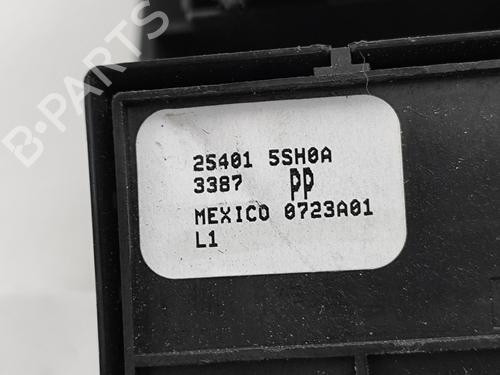 25401 5SH0A
3387 PP
MEXICO 0723A01
L1
B-PARTS